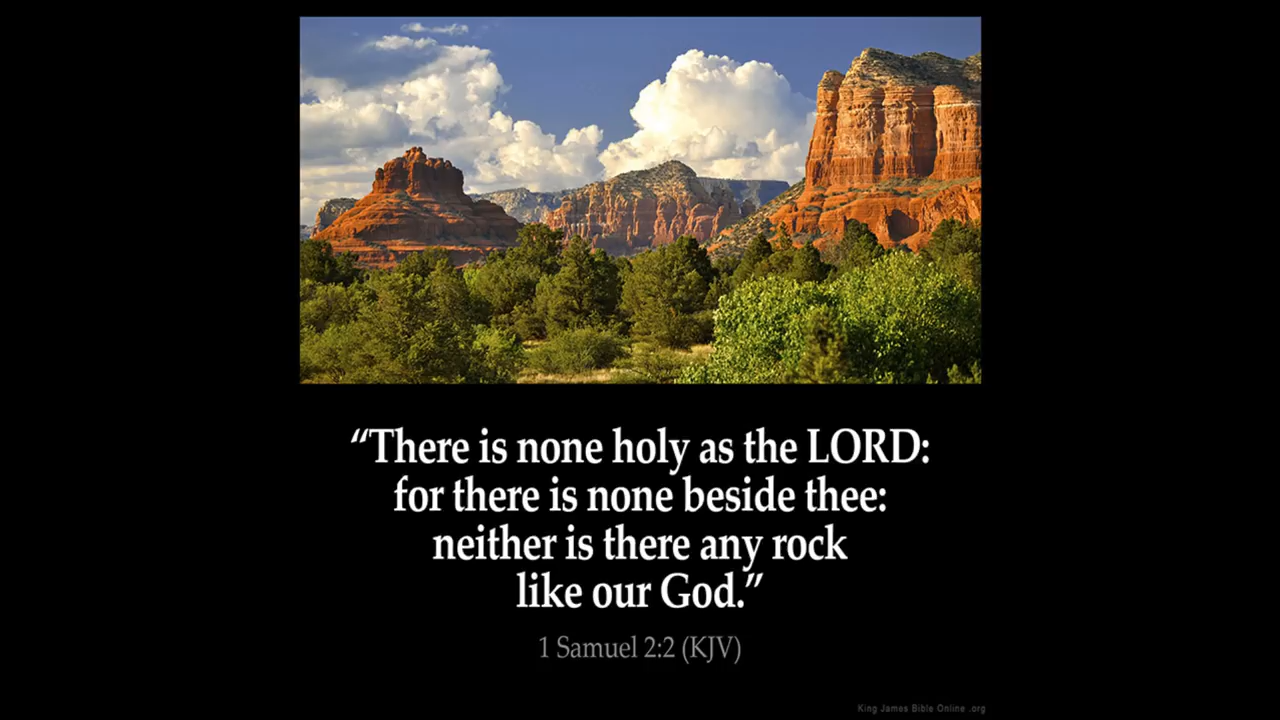 “There is none holy as the LORD:
for there is none beside thee:
neither is there any rock
like our God.”
1 Samuel 2:2 (KJV)
King James Bible Online .org